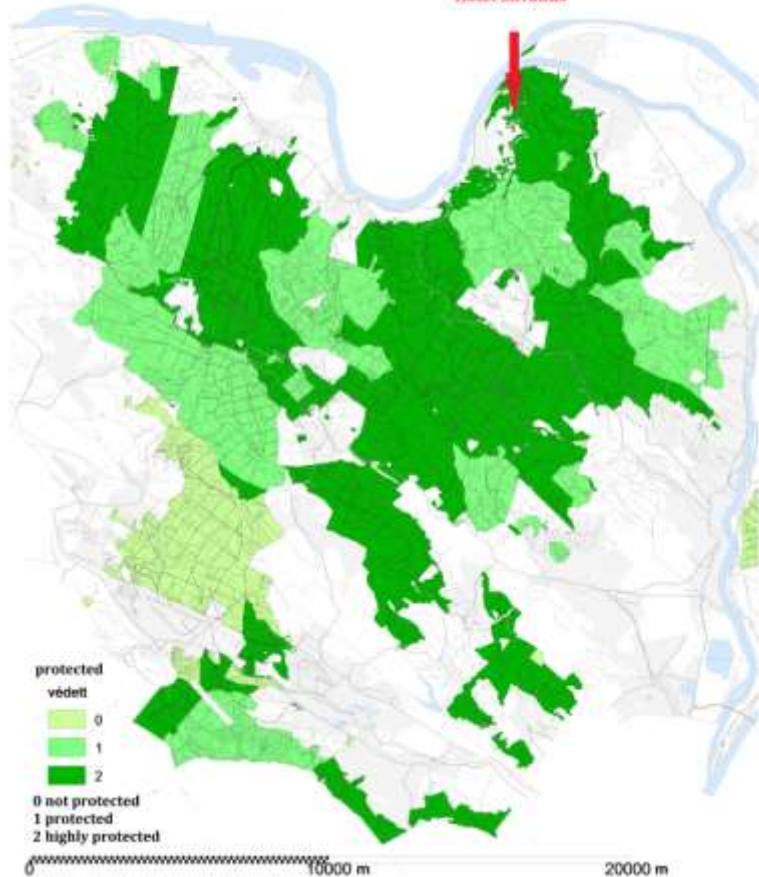 protected
védett
0
1
2
0 not protected
1 protected
2 highly protected
0 10000 m 20000 m